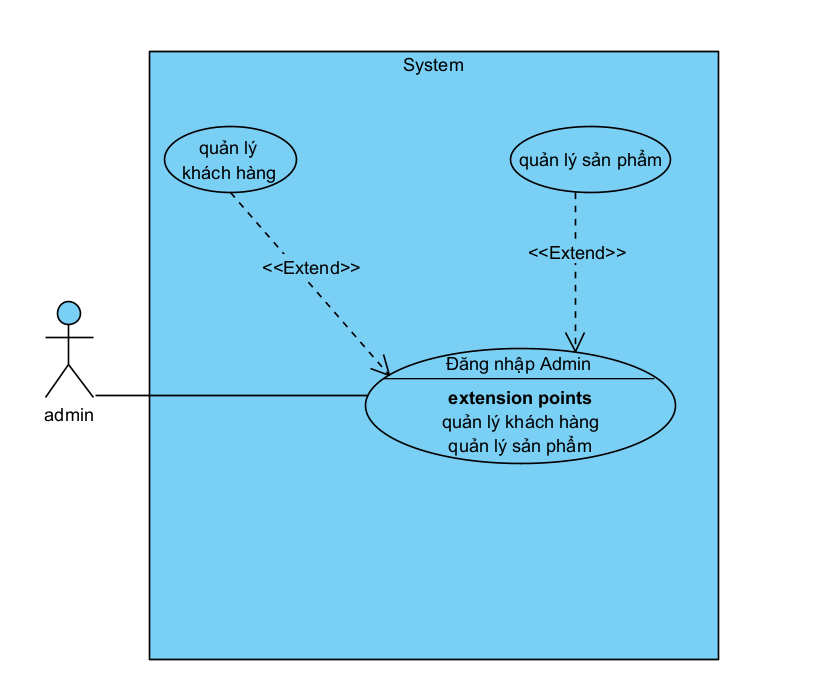 System
quản lý
khách hàng
quản lý sản phẩm
<<Extend>>
<<Extend>>
Đăng nhập Admin
extension points
quản lý khách hàng
quản lý sản phẩm
admin